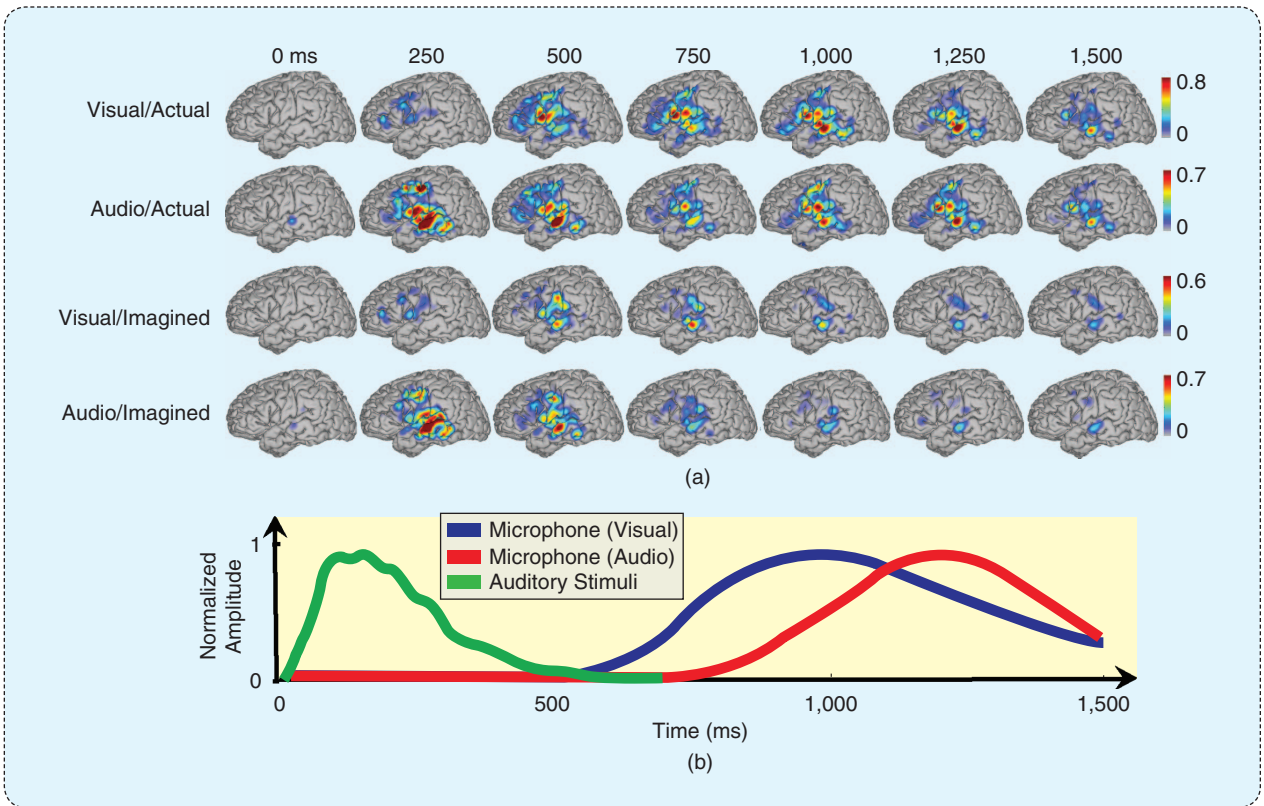 0 ms 250 500 750 1,000 1,250 1,500
Visual/Actual
0.8
0
Audio/Actual
0.7
0
Visual/Imagined
0.6
0
Audio/Imagined
0.7
0
(a)
Normalized
Amplitude
1
0
Microphone (Visual)
Microphone (Audio)
Auditory Stimuli
0 500 1,000 1,500
Time (ms)
(b)